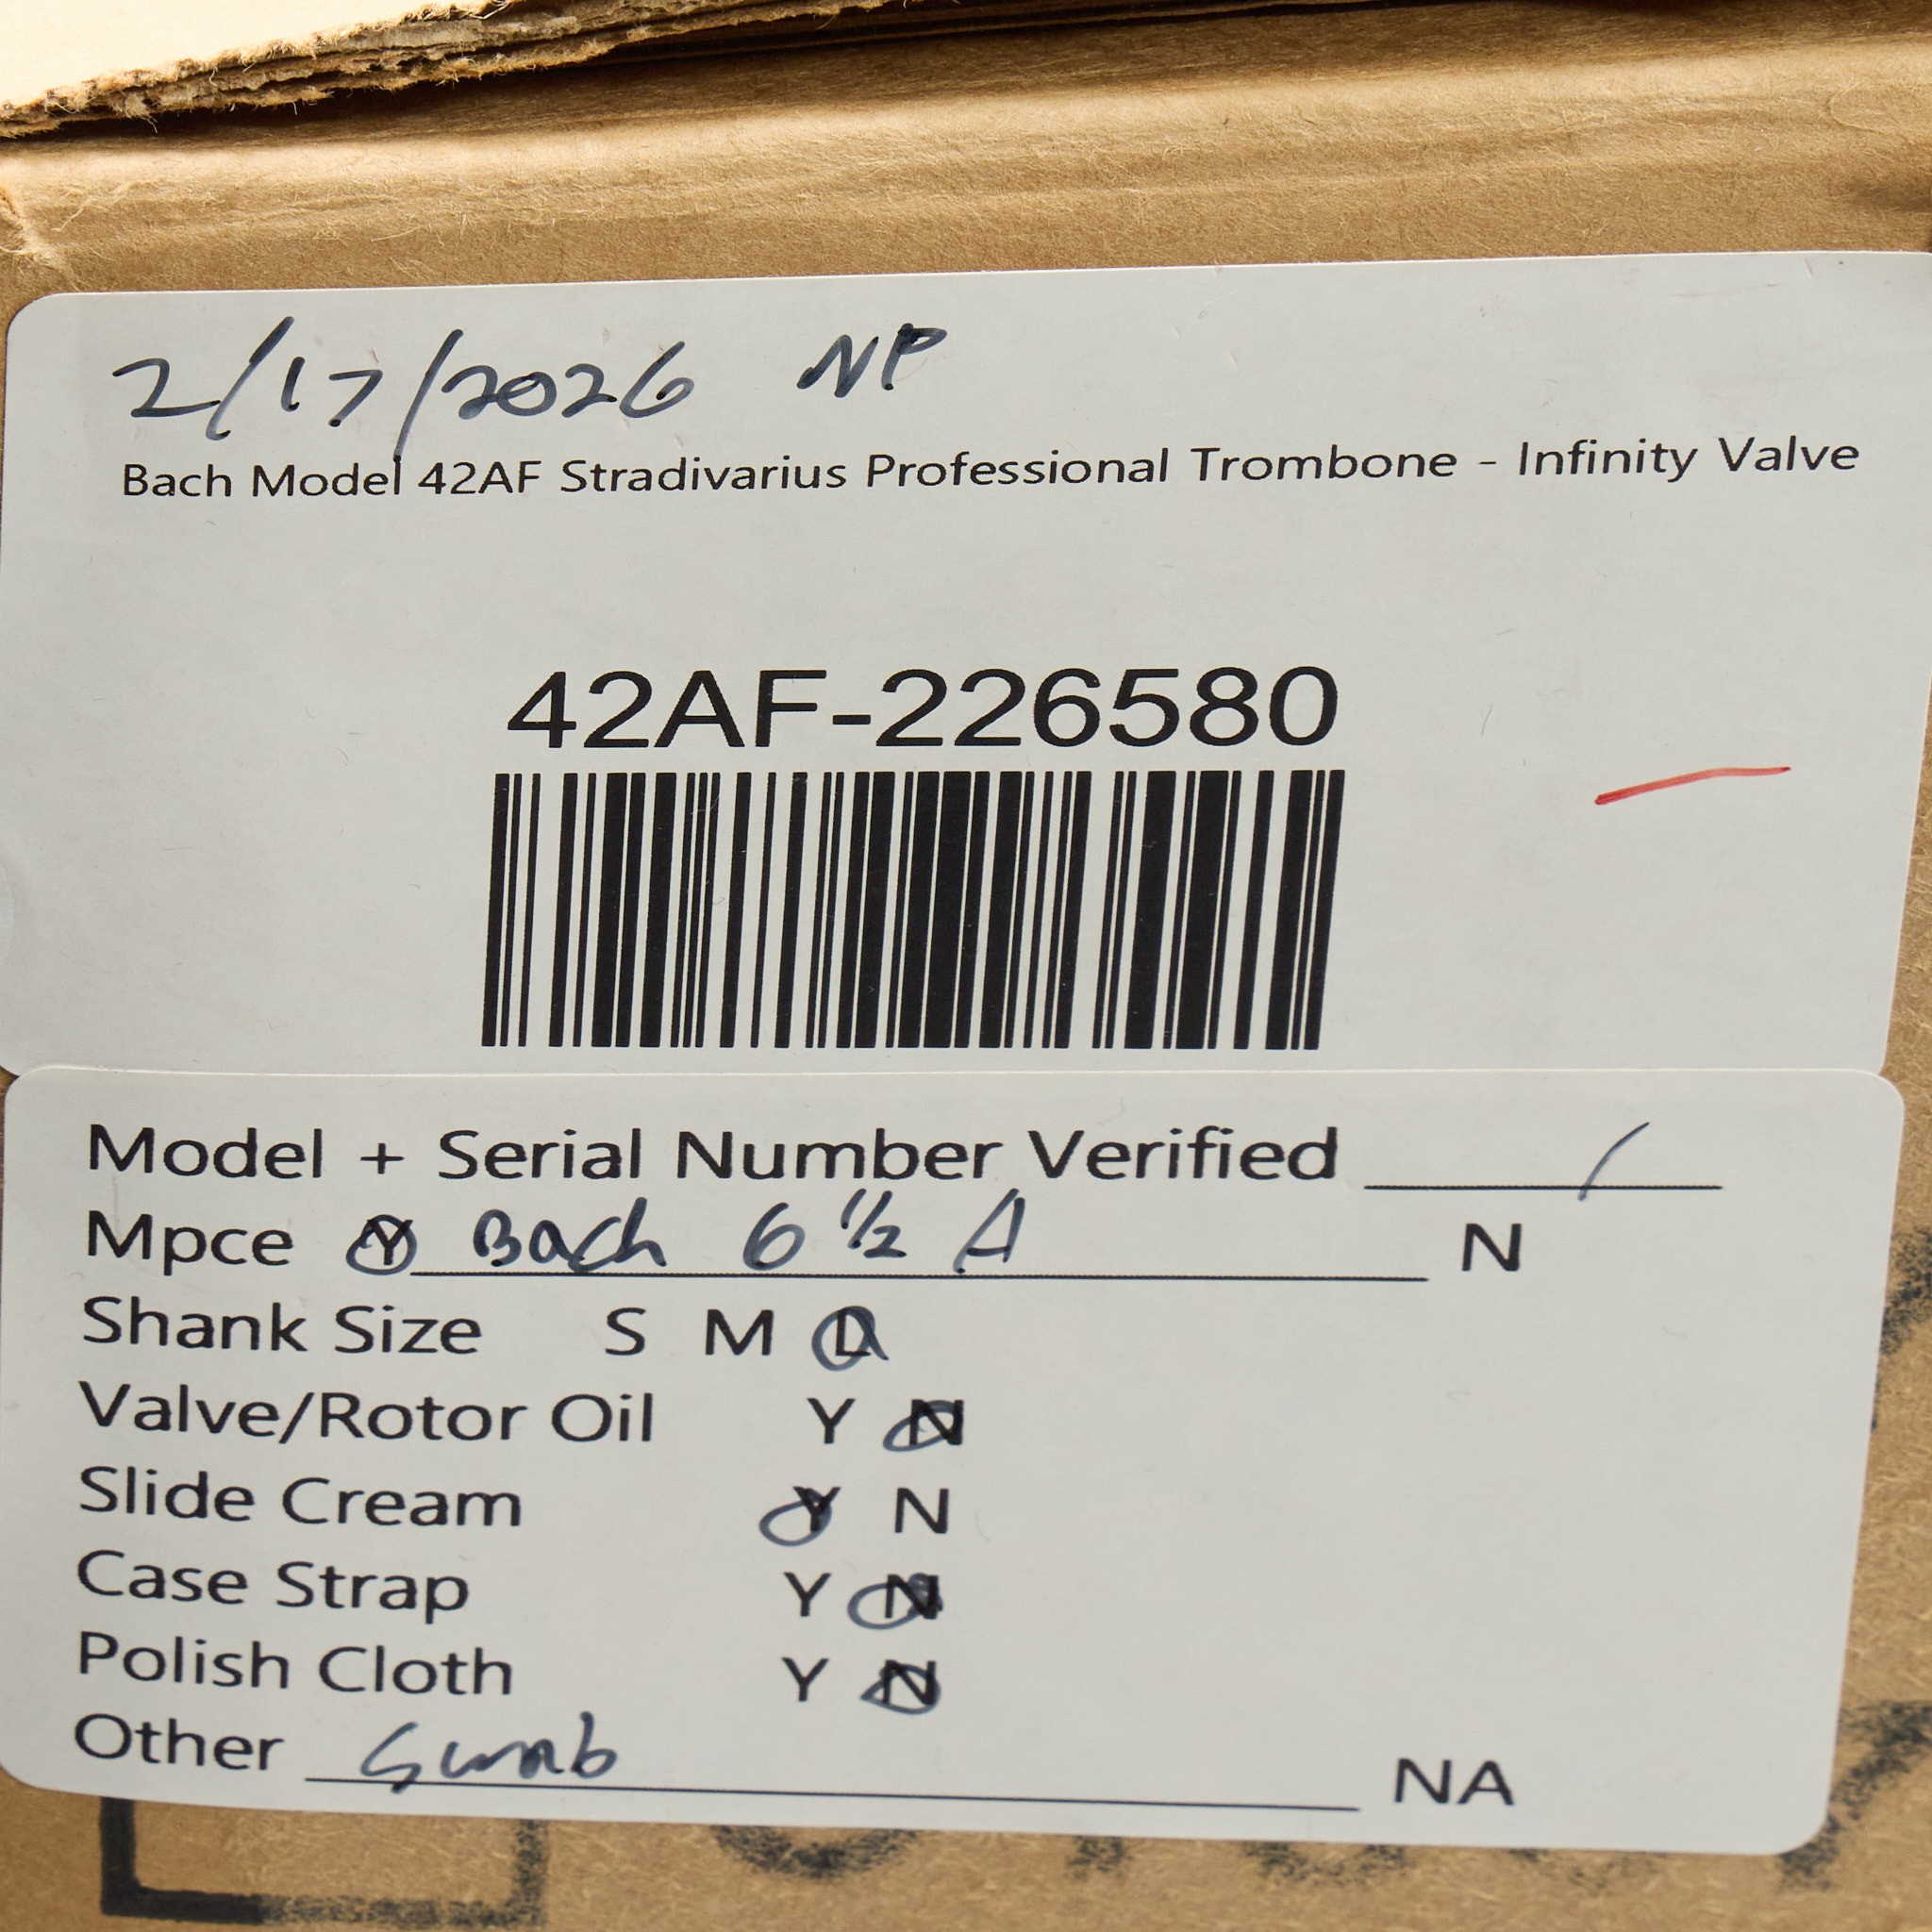 2/17/2026 NP
Bach Model 42AF Stradivarius Professional Trombone - Infinity Valve
42AF-226580
Model + Serial Number Verified /
Mpce Y Bach 6 1/2 A N
Shank Size S M L
Valve/Rotor Oil Y N
Slide Cream Y N
Case Strap Y N
Polish Cloth Y N
Other Swab NA